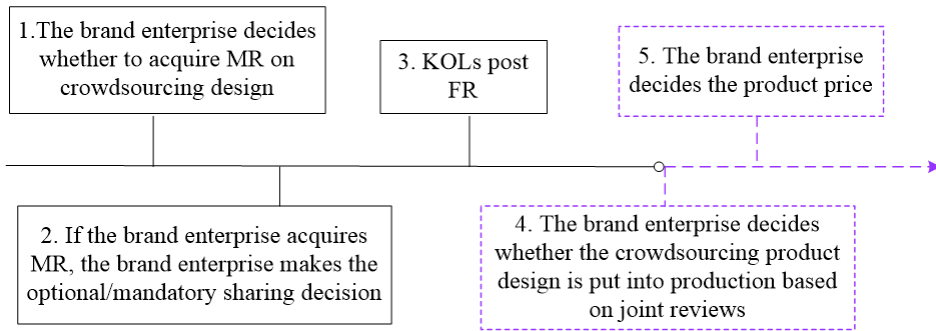 1.The brand enterprise decides
whether to acquire MR on
crowdsourcing design
3. KOLs post
FR
5. The brand enterprise
decides the product price
2. If the brand enterprise acquires
MR, the brand enterprise makes the
optional/mandatory sharing decision
4. The brand enterprise decides
whether the crowdsourcing product
design is put into production based
on joint reviews